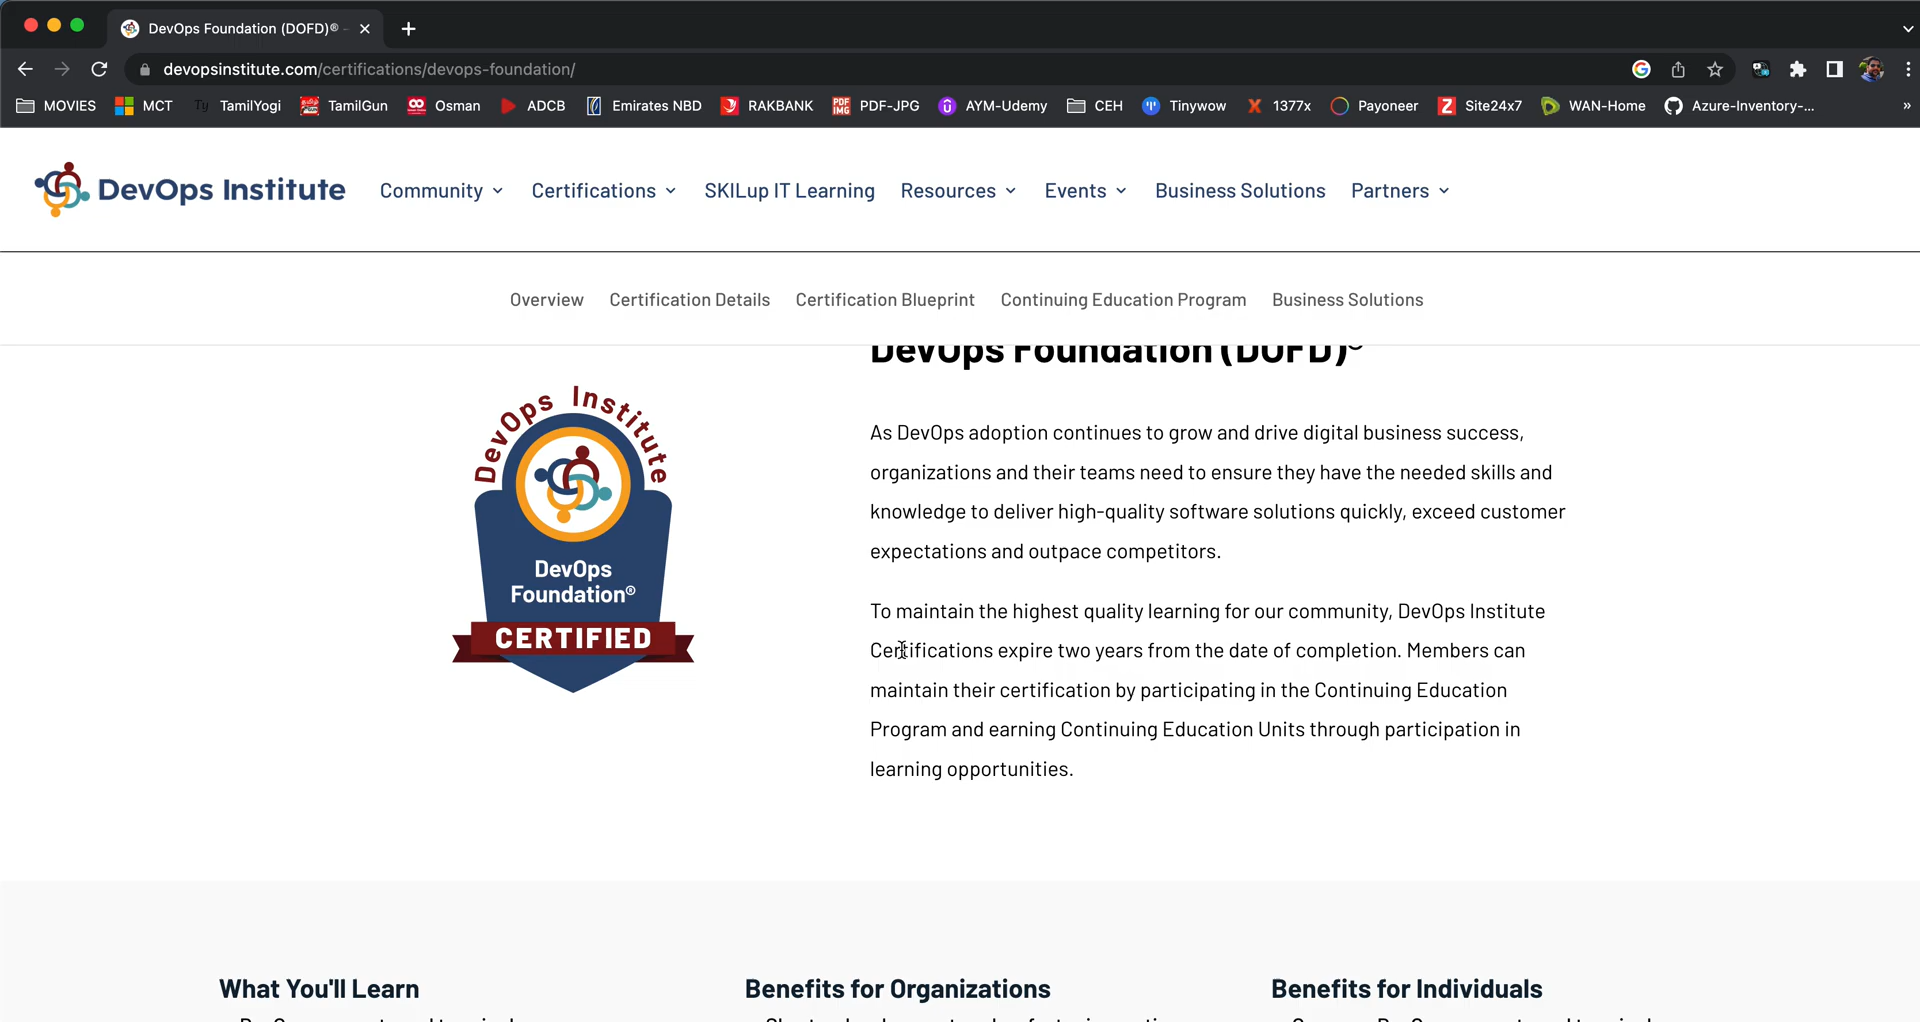 DevOps Foundation (DOFD)® -
devopsinstitute.com/certifications/devops-foundation/
MOVIES MCT TamilYogi TamilGun Osman ADCB Emirates NBD RAKBANK PDF-JPG AYM-Udemy CEH Tinywow 1377x Payoneer Site24x7 WAN-Home Azure-Inventory-... »
DevOps Institute Community Certifications SKILup IT Learning Resources Events Business Solutions Partners
Overview Certification Details Certification Blueprint Continuing Education Program Business Solutions
DevOps Foundation (DOFD)®
DevOps Institute
DevOps
Foundation®
CERTIFIED
As DevOps adoption continues to grow and drive digital business success,
organizations and their teams need to ensure they have the needed skills and
knowledge to deliver high-quality software solutions quickly, exceed customer
expectations and outpace competitors.
To maintain the highest quality learning for our community, DevOps Institute
Certifications expire two years from the date of completion. Members can
maintain their certification by participating in the Continuing Education
Program and earning Continuing Education Units through participation in
learning opportunities.
What You'll Learn
Benefits for Organizations
Benefits for Individuals